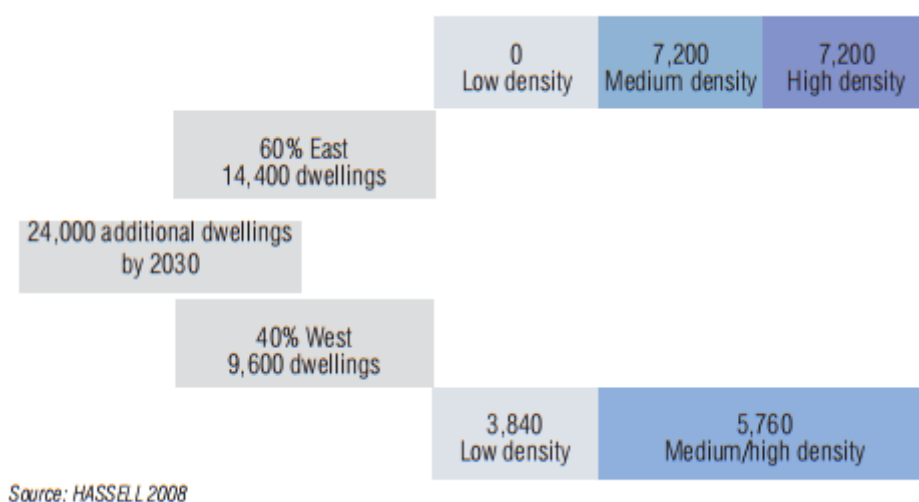 0
Low density
7,200
Medium density
7,200
High density
60% East
14,400 dwellings
24,000 additional dwellings
by 2030
40% West
9,600 dwellings
3,840
Low density
5,760
Medium/high density
Source: HASSELL 2008